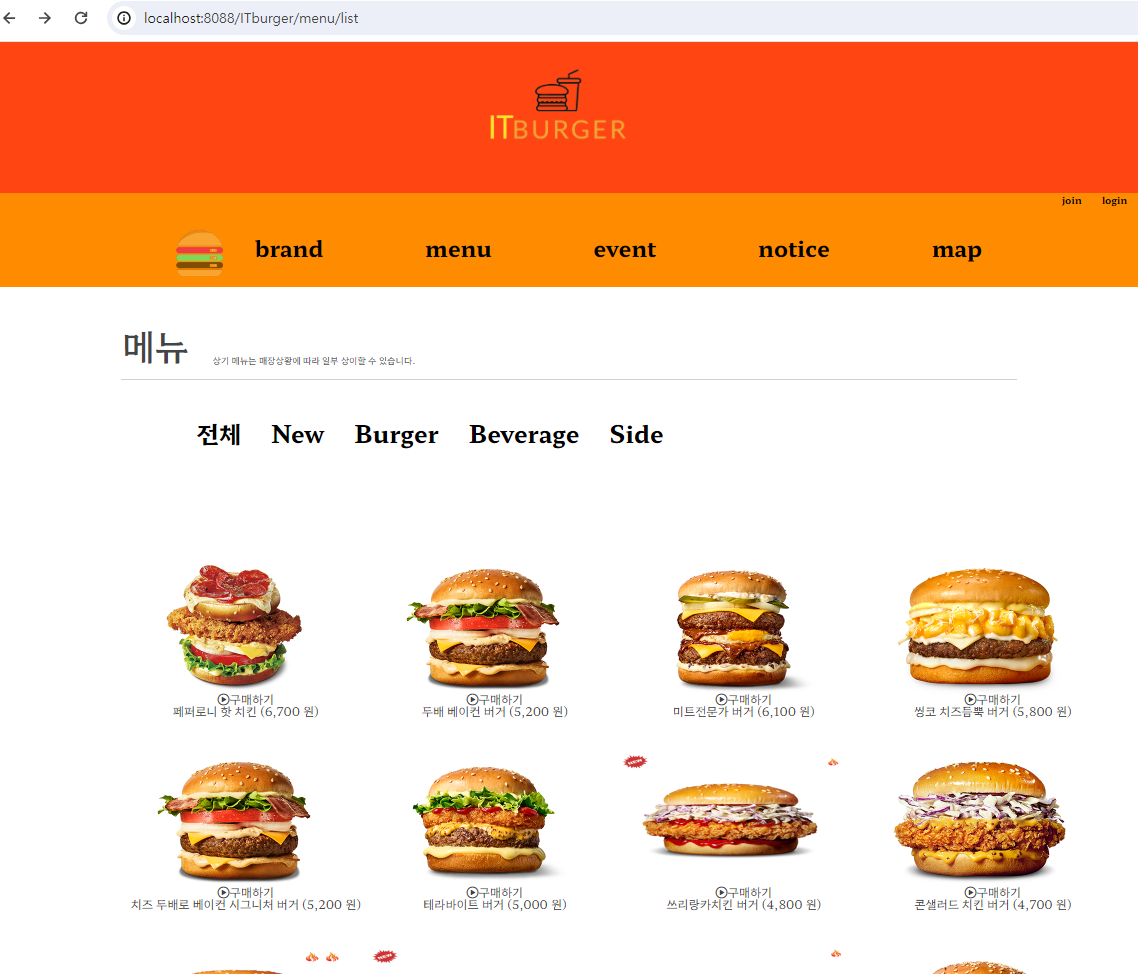 localhost:8088/ITburger/menu/list
ITBURGER
join login
brand menu event notice map
메뉴 상기 메뉴는 매장상황에 따라 일부 상이할 수 있습니다.
전체 New Burger Beverage Side
구매하기 구매하기 구매하기 구매하기
페퍼로니 핫 치킨 (6,700 원) 두배 베이컨 버거 (5,200 원) 미트전문가 버거 (6,100 원) 씽코 치즈듬뿍 버거 (5,800 원)
구매하기 구매하기 구매하기 구매하기
치즈 두배로 베이컨 시그니처 버거 (5,200 원) 테라바이트 버거 (5,000 원) 쓰리랑카치킨 버거 (4,800 원) 콘샐러드 치킨 버거 (4,700 원)